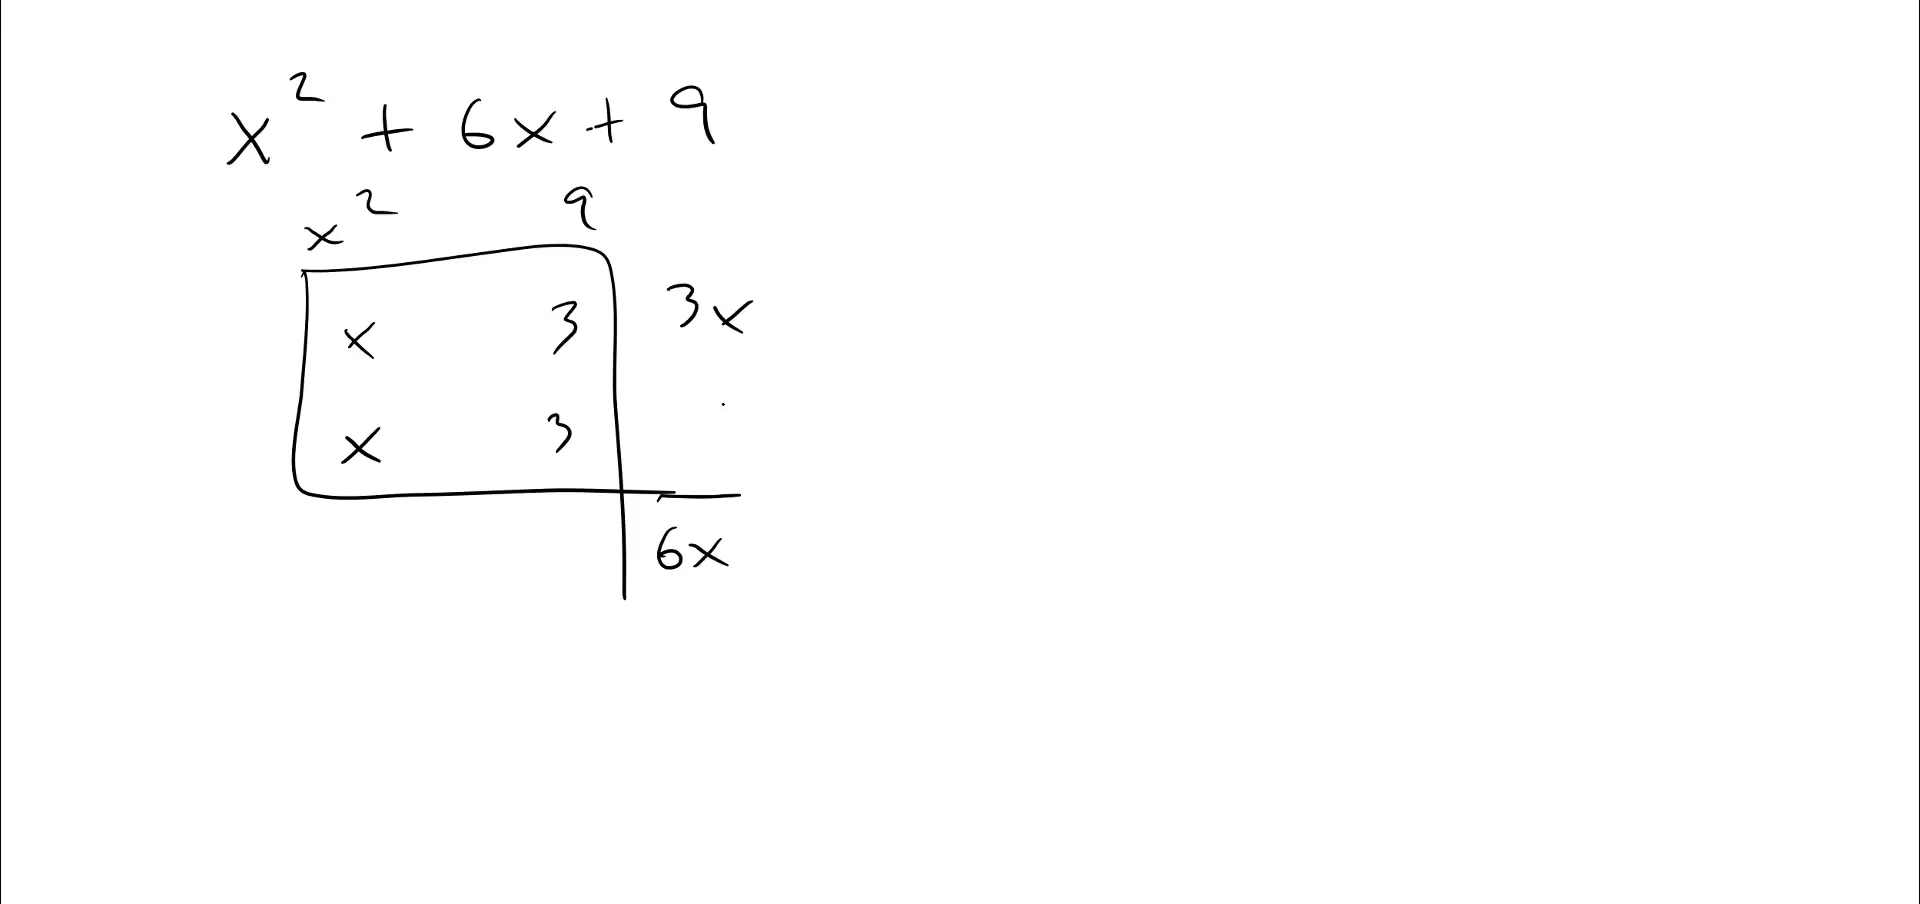 x² + 6x + 9
x² 9
x 3 3x
x 3
6x